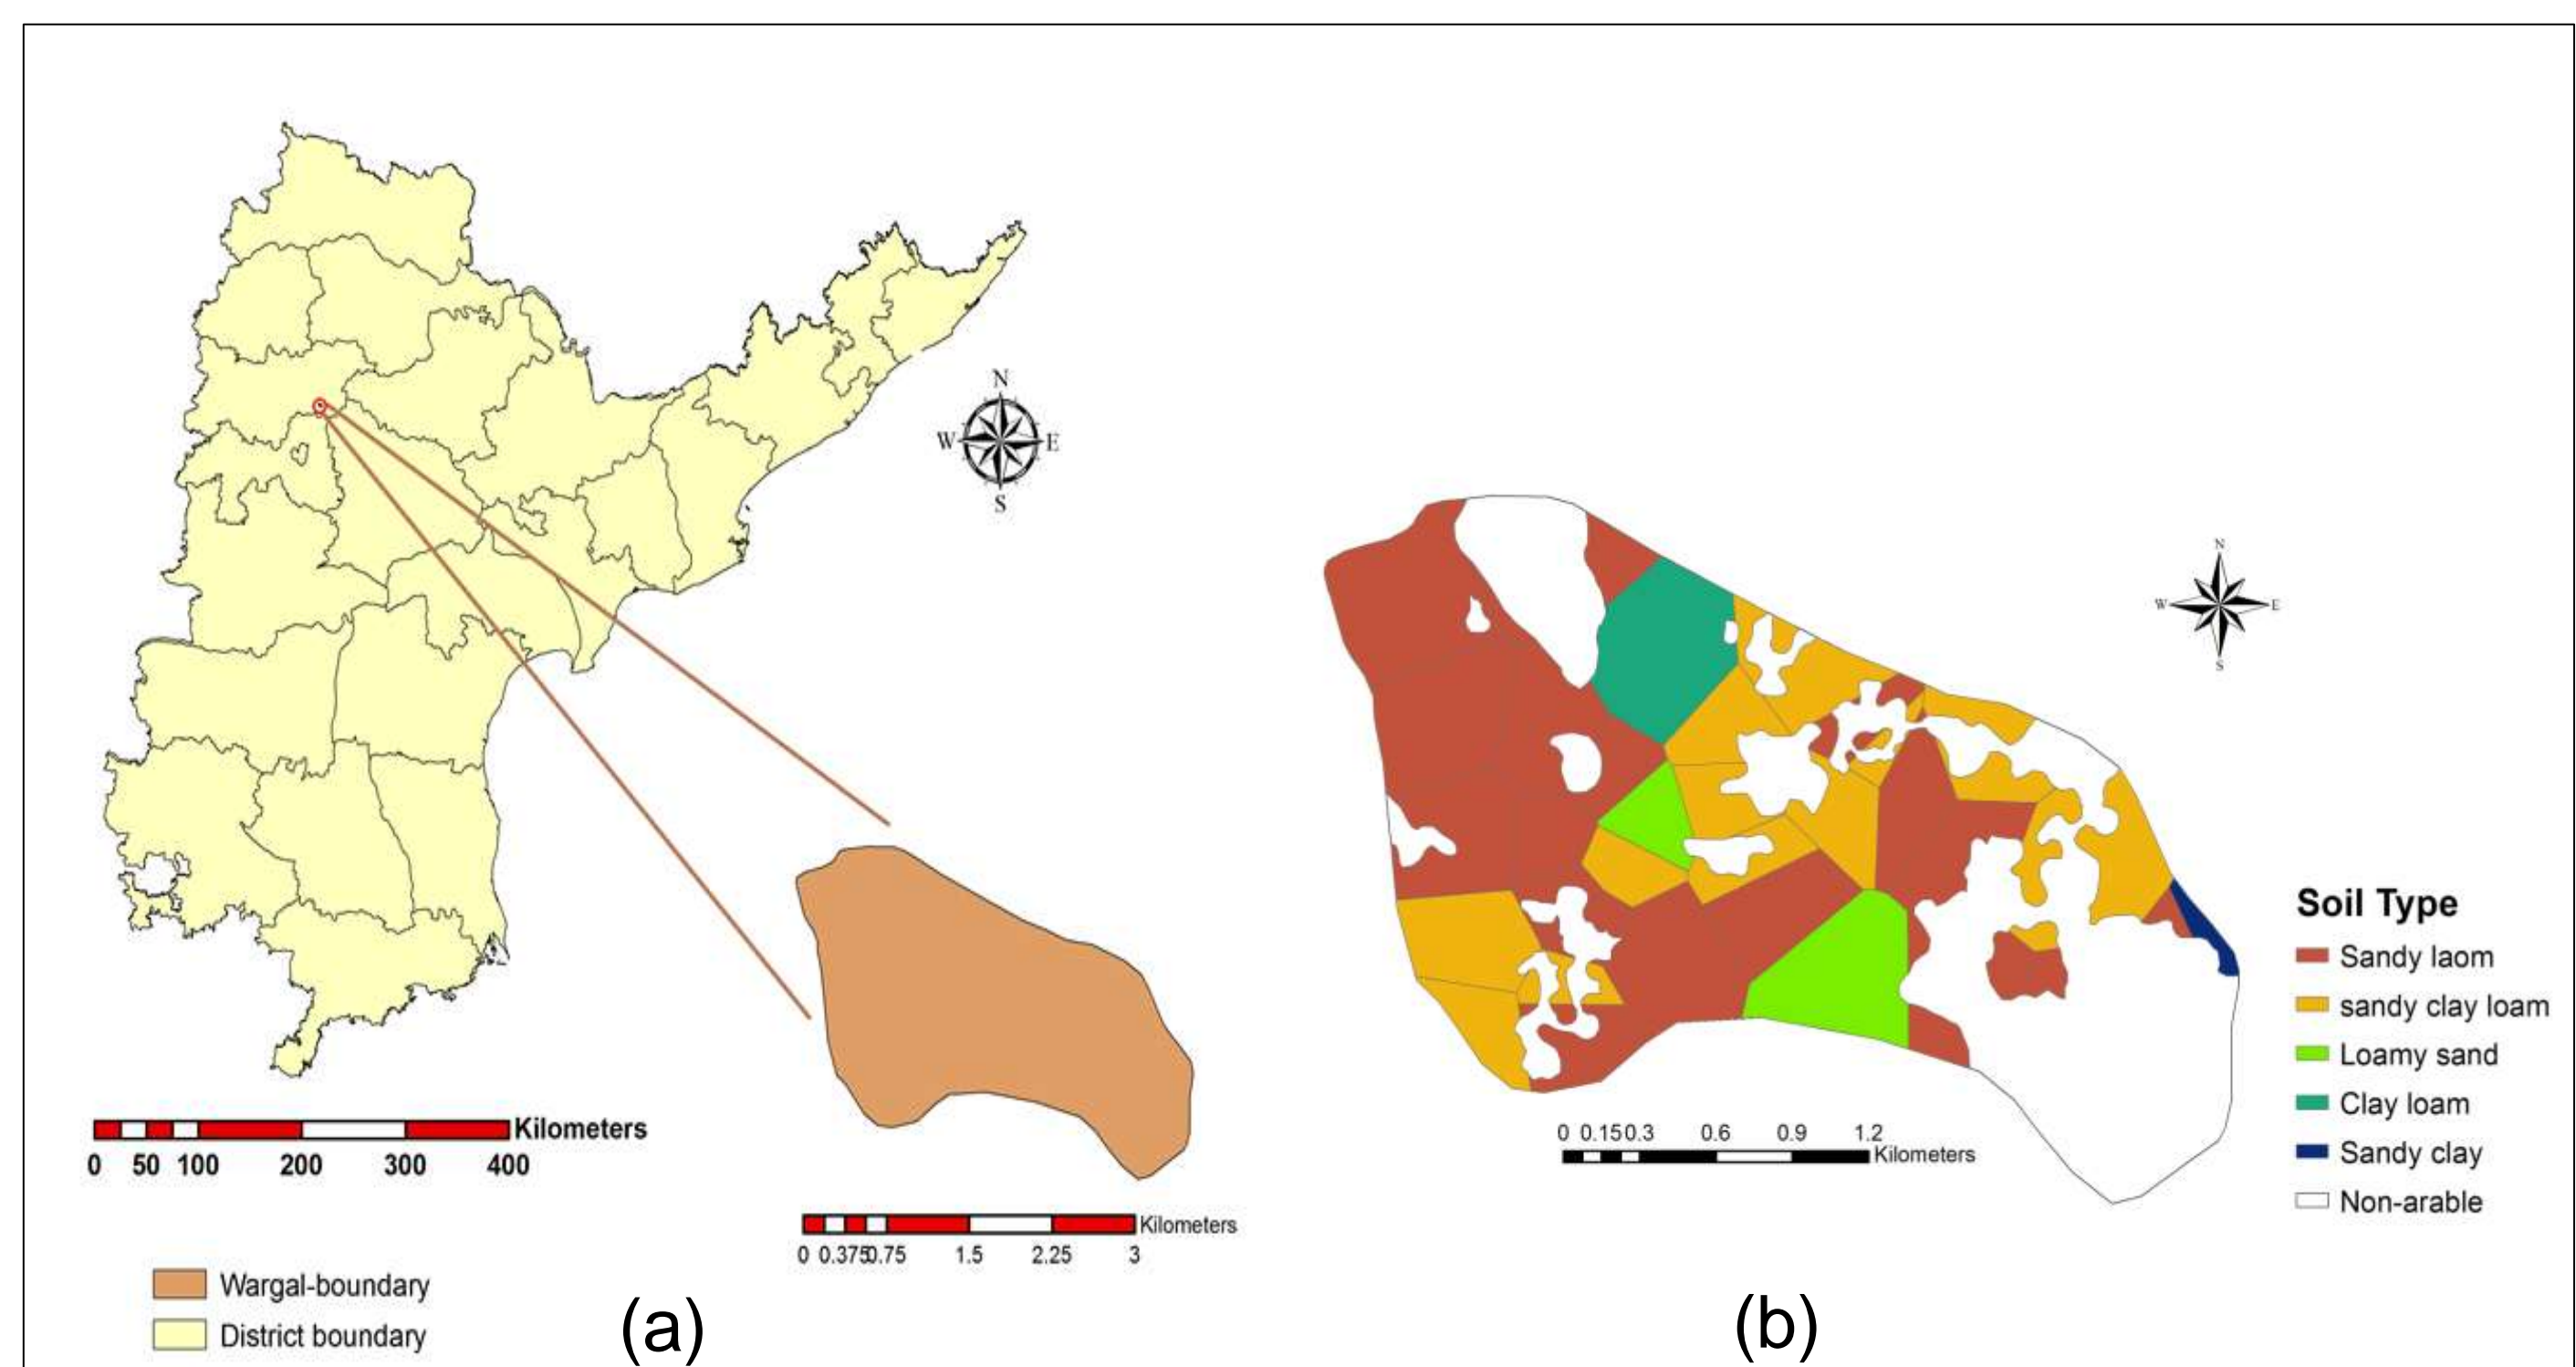 N
W E
S
Kilometers
0 50 100 200 300 400
Wargal-boundary
District boundary
Kilometers
0 0.375 0.75 1.5 2.25 3
(a)
N
W E
S
Soil Type
Sandy laom
sandy clay loam
Loamy sand
Clay loam
Sandy clay
Non-arable
0 0.15 0.3 0.6 0.9 1.2
Kilometers
(b)